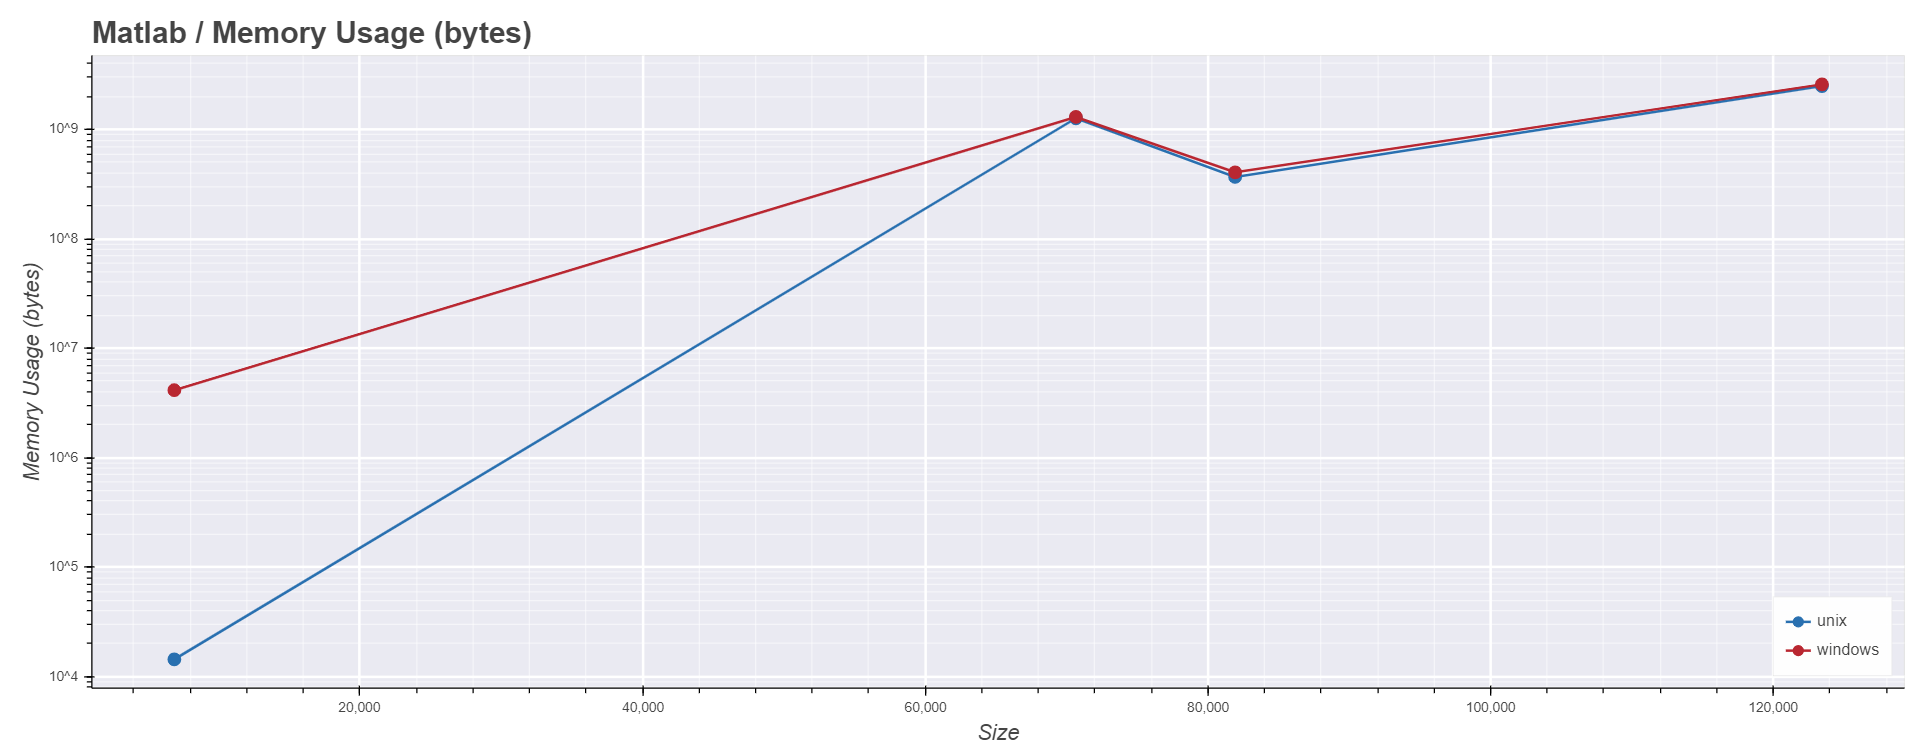 Matlab / Memory Usage (bytes)
Memory Usage (bytes)
10^9
10^8
10^7
10^6
10^5
10^4
unix
windows
20,000 40,000 60,000 80,000 100,000 120,000
Size